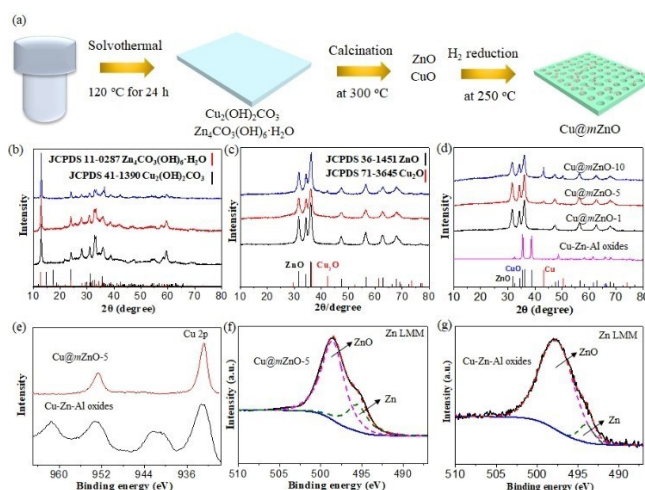 (a)
Solvothermal
120 °C for 24 h
Cu2(OH)2CO3
Zn4CO3(OH)6·H2O
Calcination
at 300 °C
ZnO
CuO
H2 reduction
at 250 °C
Cu@mZnO
(b)
JCPDS 11-0287 Zn4CO3(OH)6·H2O
JCPDS 41-1390 Cu2(OH)2CO3
Intensity
10 20 30 40 50 60 70 80
2θ (degree)
(c)
JCPDS 36-1451 ZnO
JCPDS 71-3645 Cu2O
ZnO
Cu2O
Intensity
20 30 40 50 60 70 80
2θ/degree
(d)
Cu@mZnO-10
Cu@mZnO-5
Cu@mZnO-1
Cu-Zn-Al oxides
CuO
Cu
ZnO
Intensity
20 30 40 50 60 70 80
2θ (degree)
(e)
Cu 2p
Cu@mZnO-5
Cu-Zn-Al oxides
Intensity
960 952 944 936
Binding energy (eV)
(f)
Zn LMM
Cu@mZnO-5
ZnO
Zn
Intensity (a.u.)
510 505 500 495 490
Binding energy (eV)
(g)
Zn LMM
Cu-Zn-Al oxides
ZnO
Zn
Intensity (a.u.)
510 505 500 495 490
Binding energy (eV)